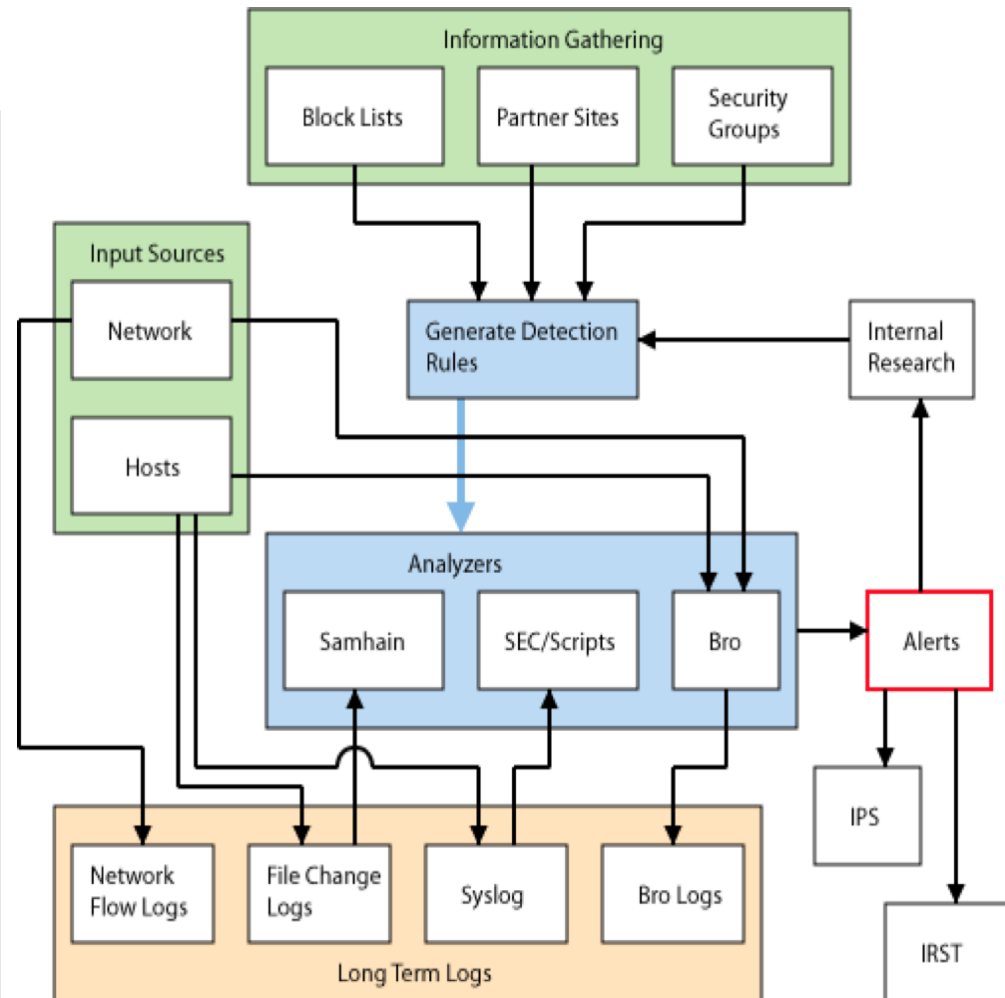 Information Gathering
Block Lists
Partner Sites
Security
Groups
Input Sources
Network
Hosts
Generate Detection
Rules
Internal
Research
Analyzers
Samhain
SEC/Scripts
Bro
Alerts
IPS
IRST
Network
Flow Logs
File Change
Logs
Syslog
Bro Logs
Long Term Logs